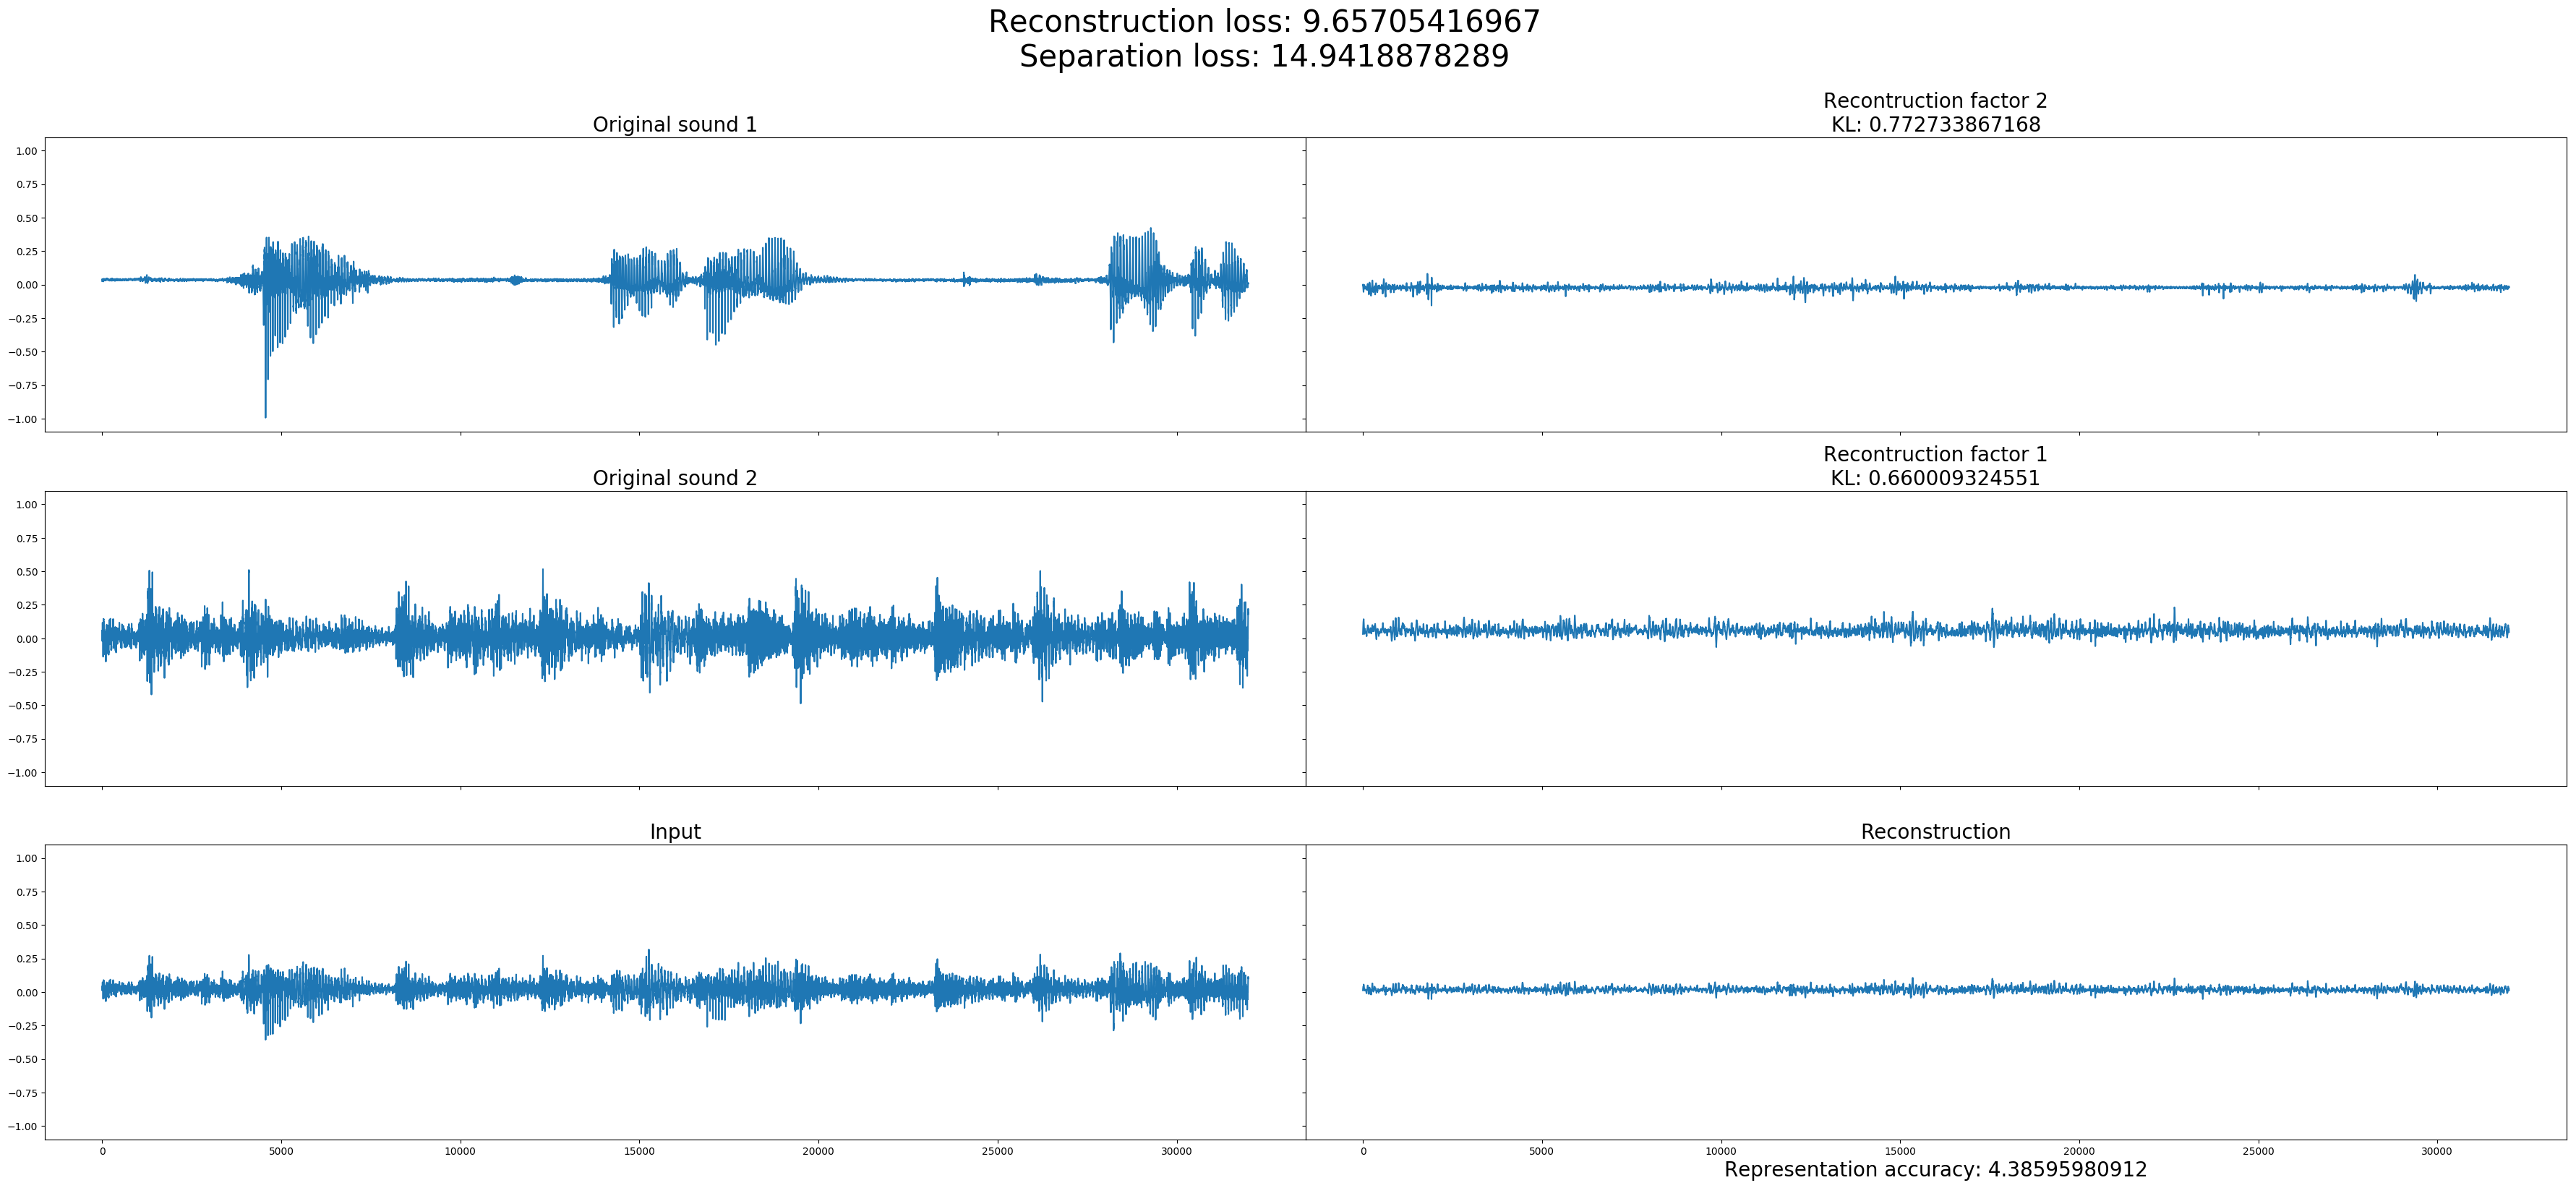 Reconstruction loss: 9.65705416967
Separation loss: 14.9418878289
Original sound 1
Recontruction factor 2
KL: 0.772733867168
1.00
0.75
0.50
0.25
0.00
−0.25
−0.50
−0.75
−1.00
Original sound 2
Recontruction factor 1
KL: 0.660009324551
1.00
0.75
0.50
0.25
0.00
−0.25
−0.50
−0.75
−1.00
Input
Reconstruction
1.00
0.75
0.50
0.25
0.00
−0.25
−0.50
−0.75
−1.00
0 5000 10000 15000 20000 25000 30000
0 5000 10000 15000 20000 25000 30000
Representation accuracy: 4.38595980912